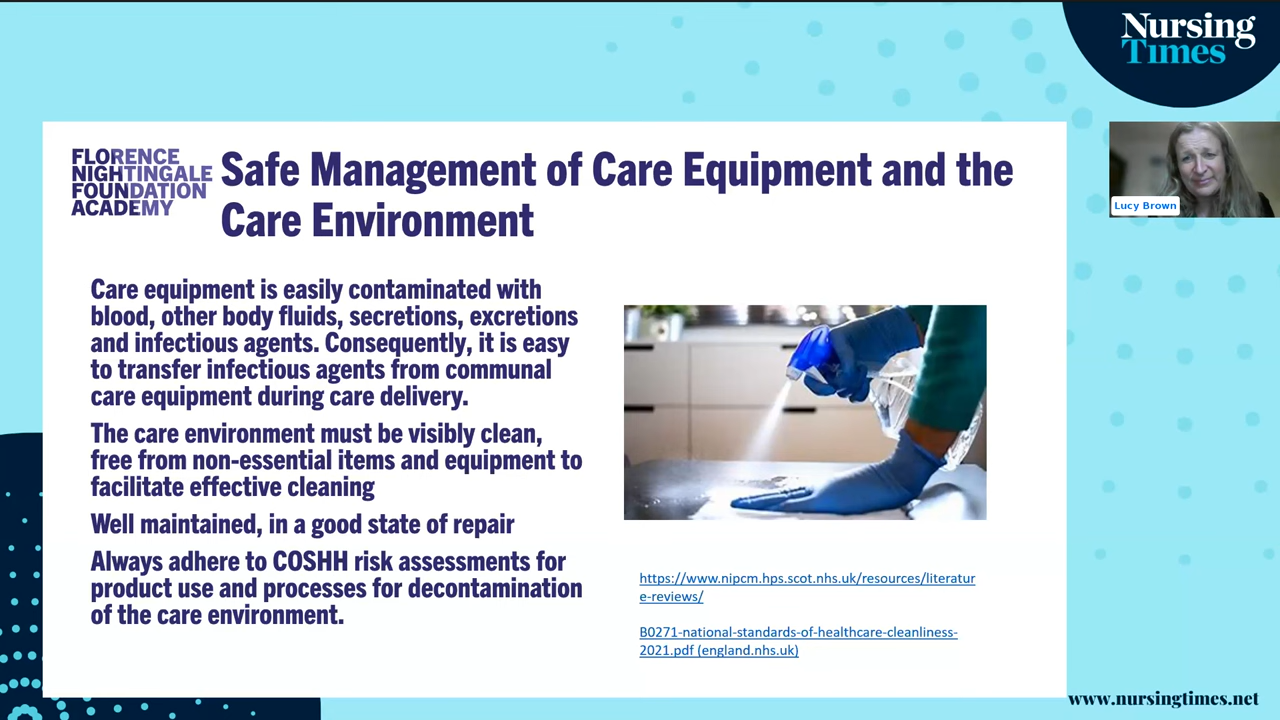 Nursing
Times
FLORENCE
NIGHTINGALE
FOUNDATION
ACADEMY
Safe Management of Care Equipment and the
Care Environment
Lucy Brown
Care equipment is easily contaminated with
blood, other body fluids, secretions, excretions
and infectious agents. Consequently, it is easy
to transfer infectious agents from communal
care equipment during care delivery.
The care environment must be visibly clean,
free from non-essential items and equipment to
facilitate effective cleaning
Well maintained, in a good state of repair
Always adhere to COSHH risk assessments for
product use and processes for decontamination
of the care environment.
https://www.nipcm.hps.scot.nhs.uk/resources/literatur
e-reviews/
B0271-national-standards-of-healthcare-cleanliness-
2021.pdf (england.nhs.uk)
www.nursingtimes.net